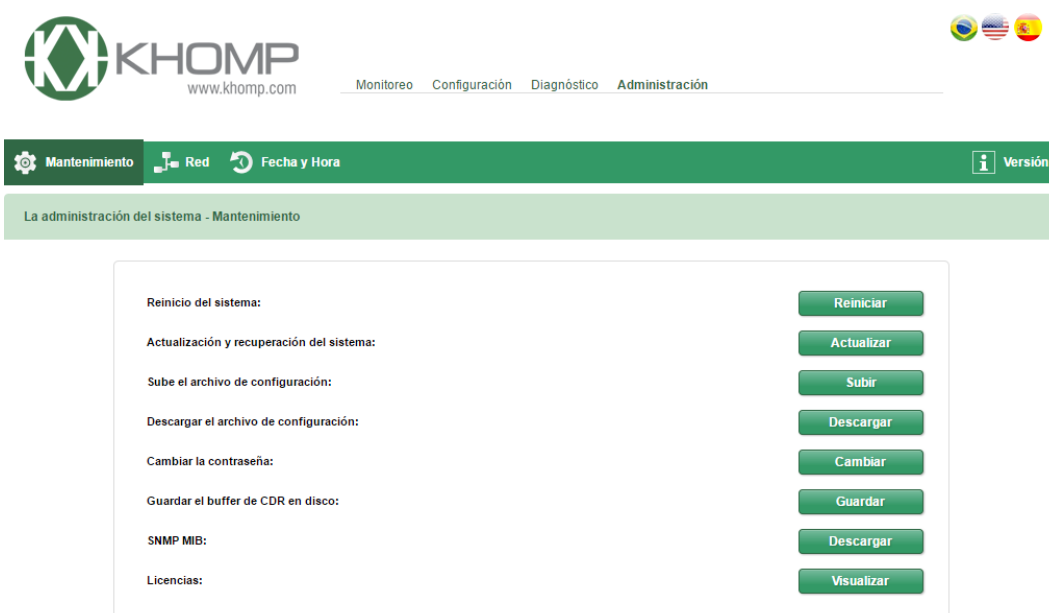 KHOMP
www.khomp.com
Monitoreo Configuración Diagnóstico Administración
Mantenimiento Red Fecha y Hora Versión
La administración del sistema - Mantenimiento
Reinicio del sistema: Reiniciar
Actualización y recuperación del sistema: Actualizar
Sube el archivo de configuración: Subir
Descargar el archivo de configuración: Descargar
Cambiar la contraseña: Cambiar
Guardar el buffer de CDR en disco: Guardar
SNMP MIB: Descargar
Licencias: Visualizar